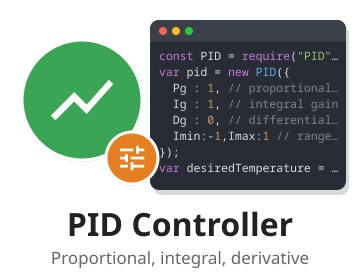 const PID = require("PID"…
var pid = new PID({
  Pg : 1, // proportional…
  Ig : 1, // integral gain
  Dg : 0, // differential…
  Imin:-1,Imax:1 // range…
});
var desiredTemperature = …
PID Controller
Proportional, integral, derivative